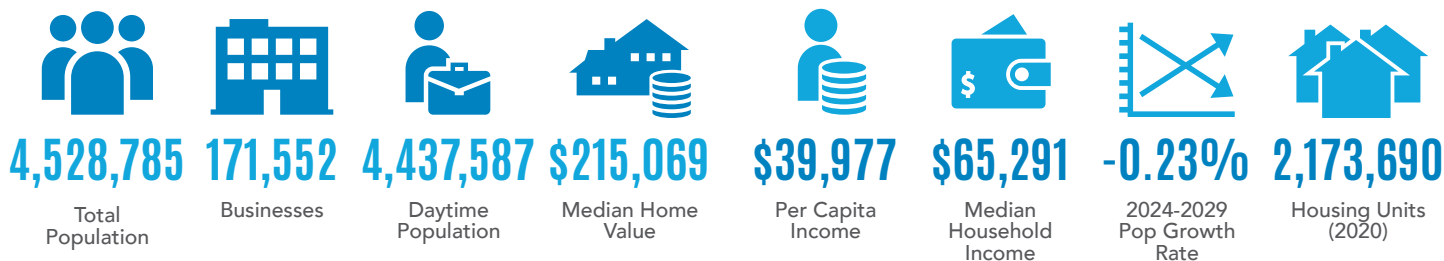 $
4,528,785
Total
Population
171,552
Businesses
4,437,587
Daytime
Population
$215,069
Median Home
Value
$39,977
Per Capita
Income
$65,291
Median
Household
Income
-0.23%
2024-2029
Pop Growth
Rate
2,173,690
Housing Units
(2020)